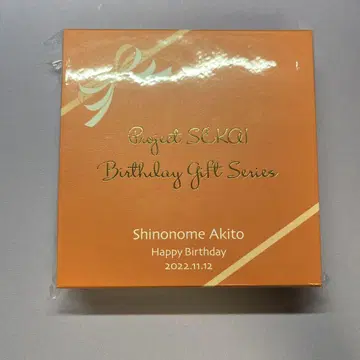 Project SEKAI
Birthday Gift Series
Shinonome Akito
Happy Birthday
2022.11.12